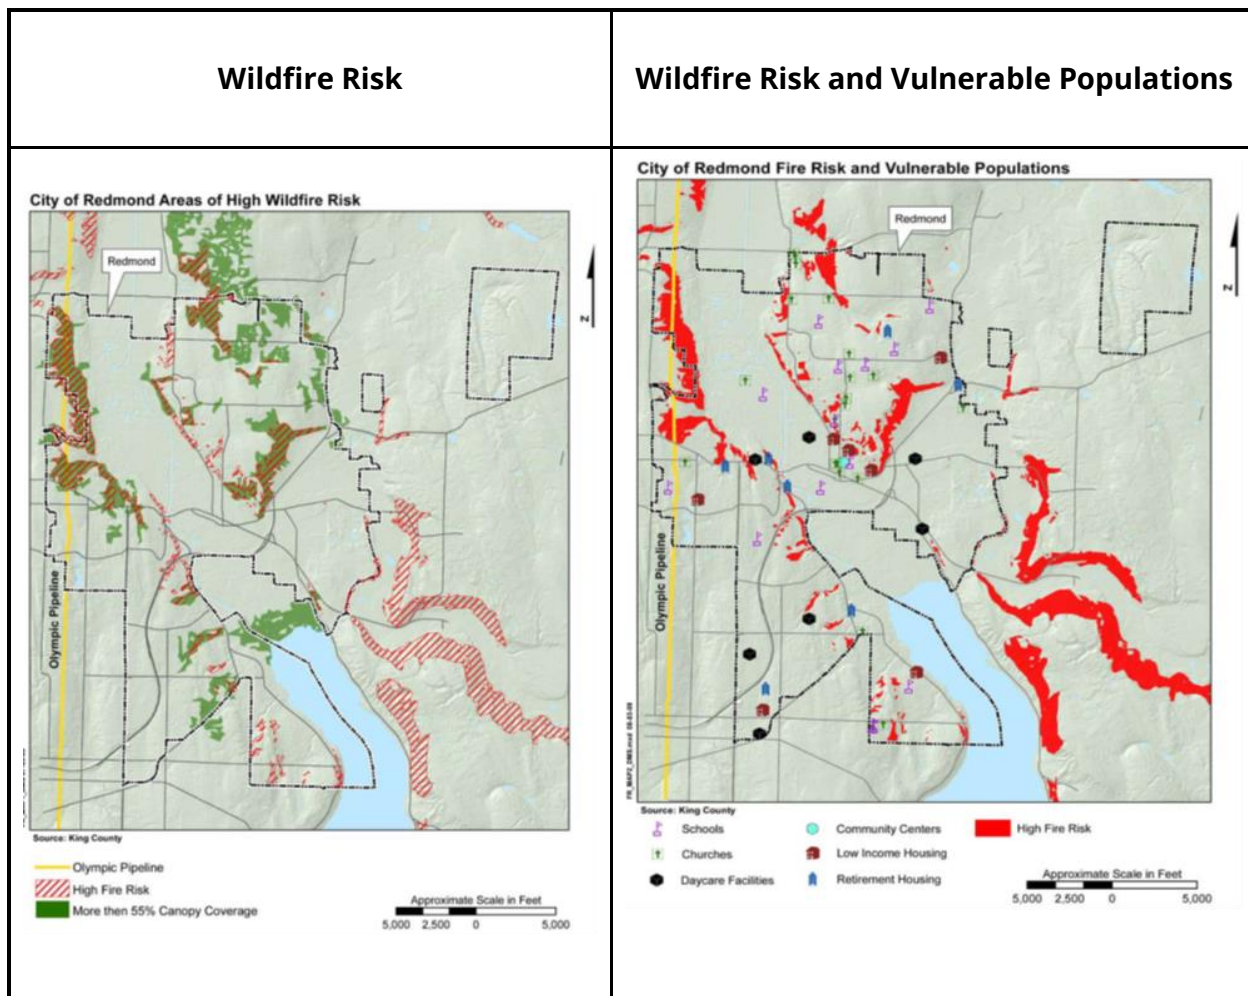 Wildfire Risk
Wildfire Risk and Vulnerable Populations
City of Redmond Areas of High Wildfire Risk
Redmond
Z
Olympic Pipeline
Source: King County
Olympic Pipeline
High Fire Risk
More then 55% Canopy Coverage
Approximate Scale in Feet
5,000 2,500 0 5,000
City of Redmond Fire Risk and Vulnerable Populations
Redmond
Z
Olympic Pipeline
Source: King County
Schools
Community Centers
High Fire Risk
Churches
Low Income Housing
Daycare Facilities
Retirement Housing
Approximate Scale in Feet
5,000 2,500 0 5,000